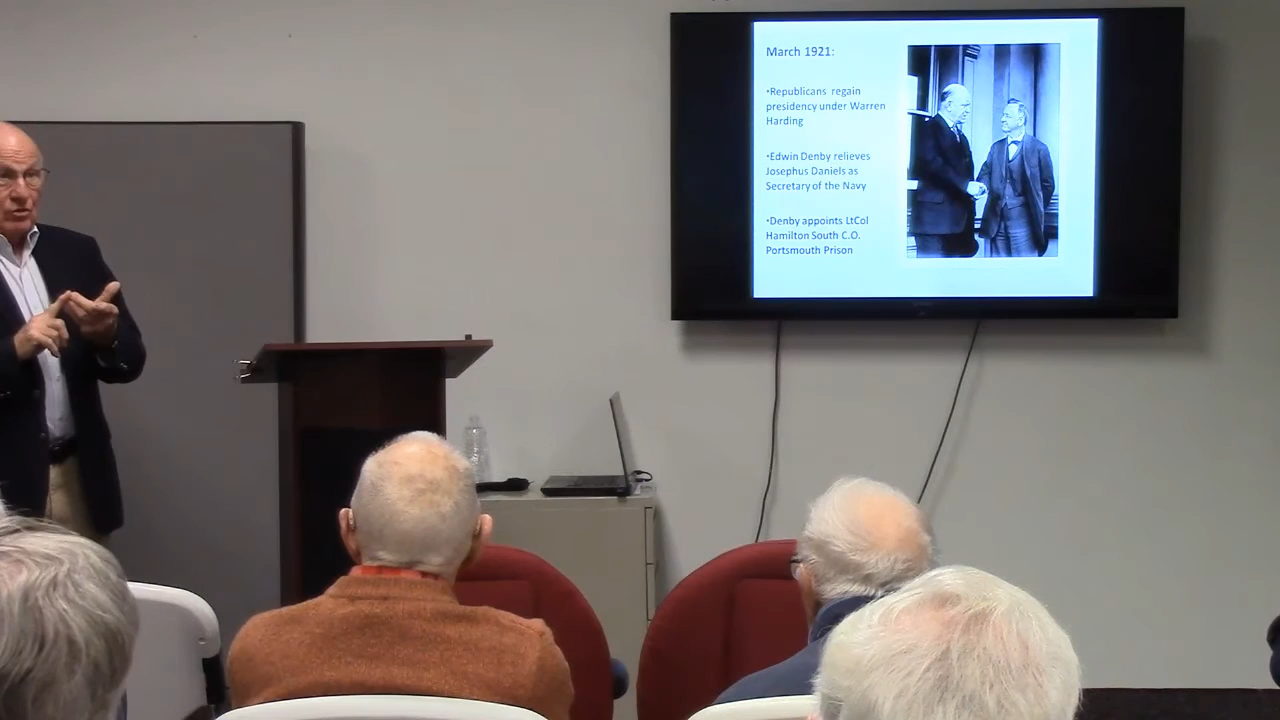 March 1921:
•Republicans regain
presidency under Warren
Harding
•Edwin Denby relieves
Josephus Daniels as
Secretary of the Navy
•Denby appoints LtCol
Hamilton South C.O.
Portsmouth Prison